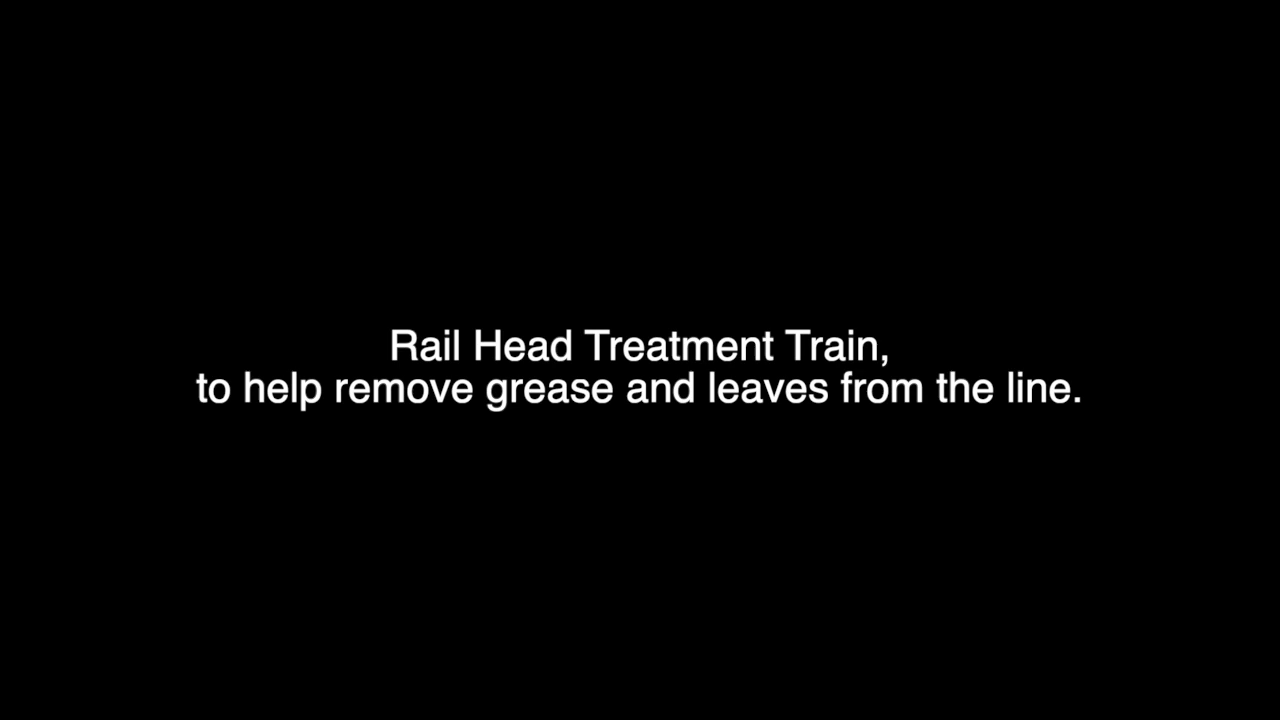 Rail Head Treatment Train,
to help remove grease and leaves from the line.